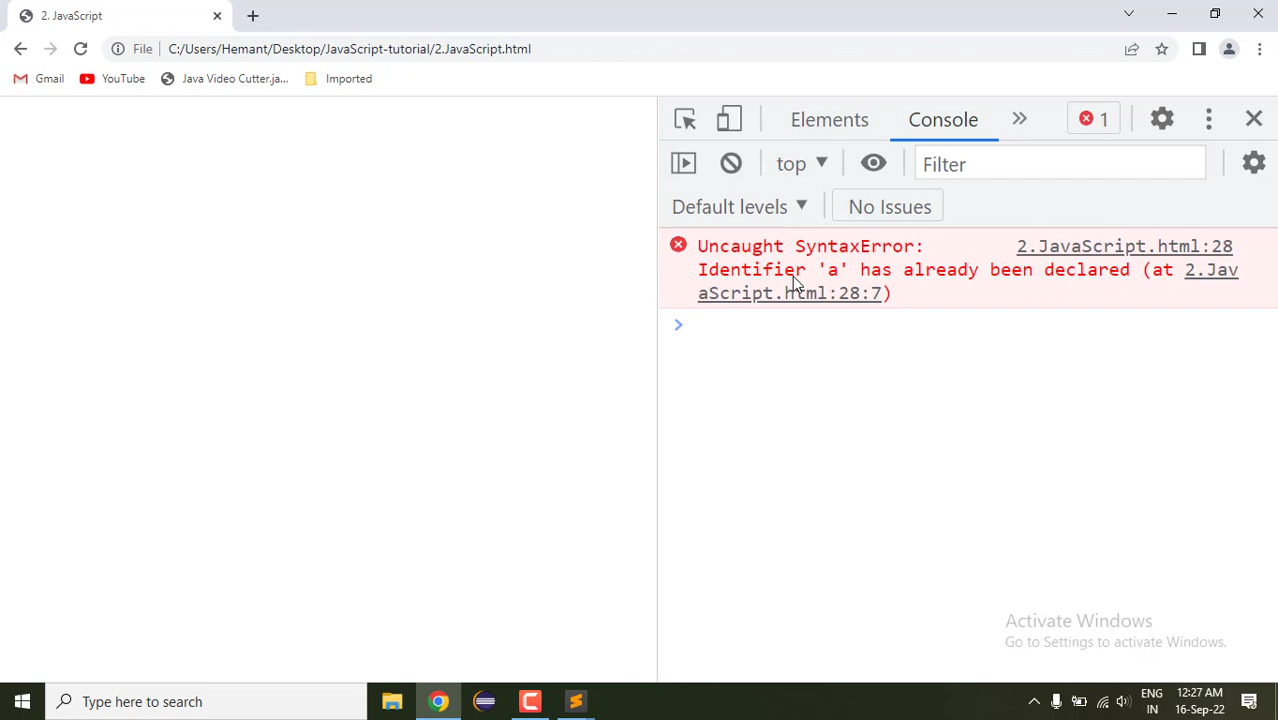 2. JavaScript
File C:/Users/Hemant/Desktop/JavaScript-tutorial/2.JavaScript.html
Gmail YouTube Java Video Cutter.ja... Imported
Elements Console 1
top Filter
Default levels No Issues
Uncaught SyntaxError: 2.JavaScript.html:28
Identifier 'a' has already been declared (at 2.Jav
aScript.html:28:7)
Activate Windows
Go to Settings to activate Windows.
Type here to search
ENG 12:27 AM
IN 16-Sep-22